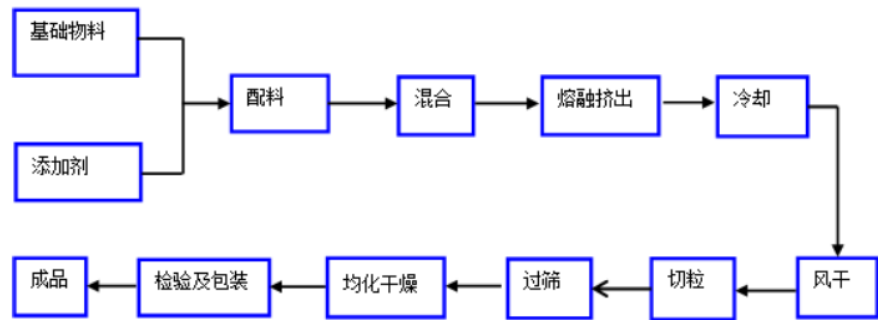 基础物料
添加剂
配料
混合
熔融挤出
冷却
风干
切粒
过筛
均化干燥
检验及包装
成品